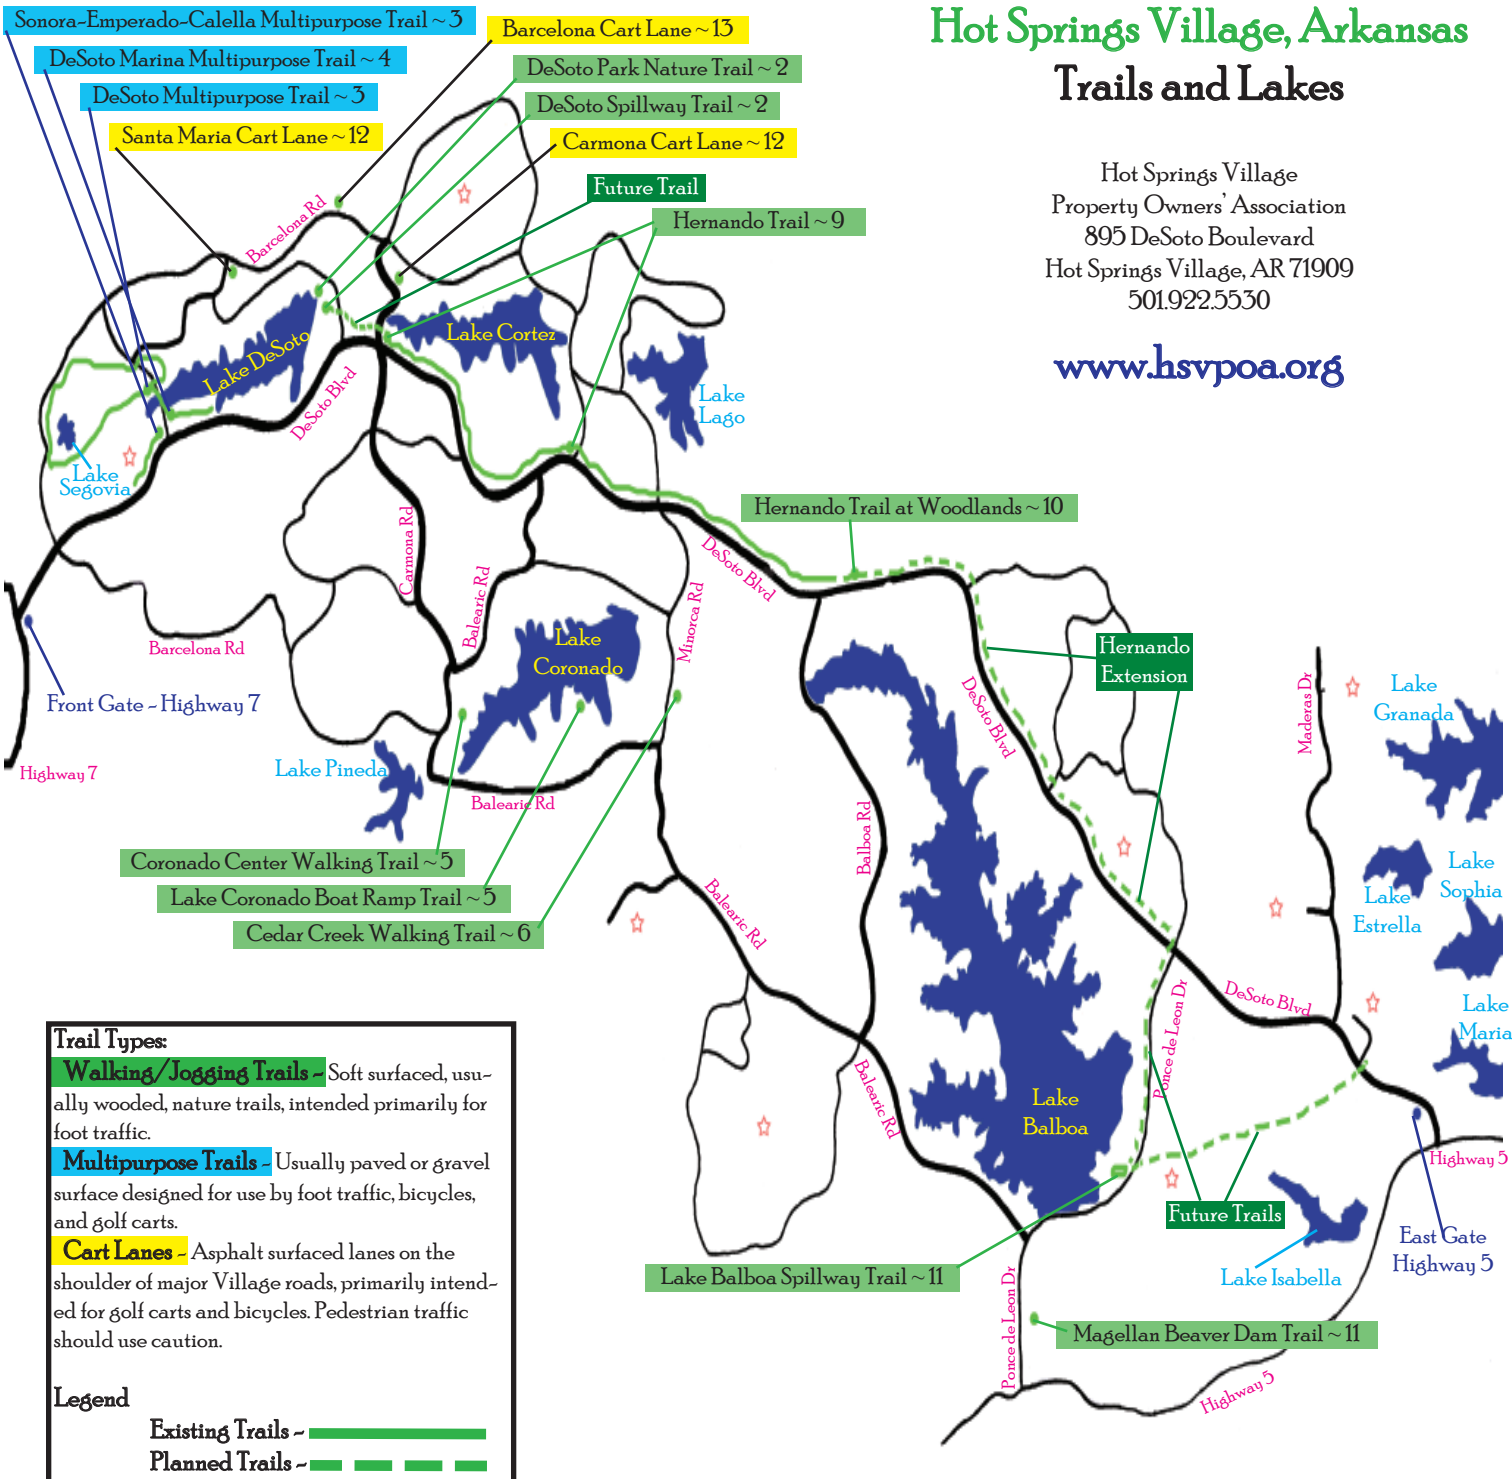 Hot Springs Village, Arkansas
Trails and Lakes
Hot Springs Village
Property Owners' Association
895 DeSoto Boulevard
Hot Springs Village, AR 71909
501.922.5530
www.hsvpoa.org
Sonora-Emperado-Calella Multipurpose Trail ~ 3
DeSoto Marina Multipurpose Trail ~ 4
DeSoto Multipurpose Trail ~ 3
Santa Maria Cart Lane ~ 12
Barcelona Cart Lane ~ 13
DeSoto Park Nature Trail ~ 2
DeSoto Spillway Trail ~ 2
Carmona Cart Lane ~ 12
Future Trail
Hernando Trail ~ 9
Barcelona Rd
Lake DeSoto
Lake Cortez
DeSoto Blvd
Lake
Lago
Lake
Segovia
Hernando Trail at Woodlands ~ 10
Carmona Rd
DeSoto Blvd
Balearic Rd
Minorca Rd
Barcelona Rd
Lake
Coronado
Hernando
Extension
Front Gate - Highway 7
Highway 7
Lake Pineda
Balearic Rd
DeSoto Blvd
Maderas Dr
Lake
Granada
Balboa Rd
Coronado Center Walking Trail ~ 5
Lake Coronado Boat Ramp Trail ~ 5
Cedar Creek Walking Trail ~ 6
Balearic Rd
Lake
Sophia
Lake
Estrella
Ponce de Leon Dr
DeSoto Blvd
Lake
Maria
Balearic Rd
Lake
Balboa
Highway 5
Future Trails
East Gate
Highway 5
Lake Isabella
Lake Balboa Spillway Trail ~ 11
Ponce de Leon Dr
Magellan Beaver Dam Trail ~ 11
Highway 5
Trail Types:
Walking/Jogging Trails - Soft surfaced, usu-
ally wooded, nature trails, intended primarily for
foot traffic.
Multipurpose Trails - Usually paved or gravel
surface designed for use by foot traffic, bicycles,
and golf carts.
Cart Lanes - Asphalt surfaced lanes on the
shoulder of major Village roads, primarily intend-
ed for golf carts and bicycles. Pedestrian traffic
should use caution.
Legend
Existing Trails -
Planned Trails -